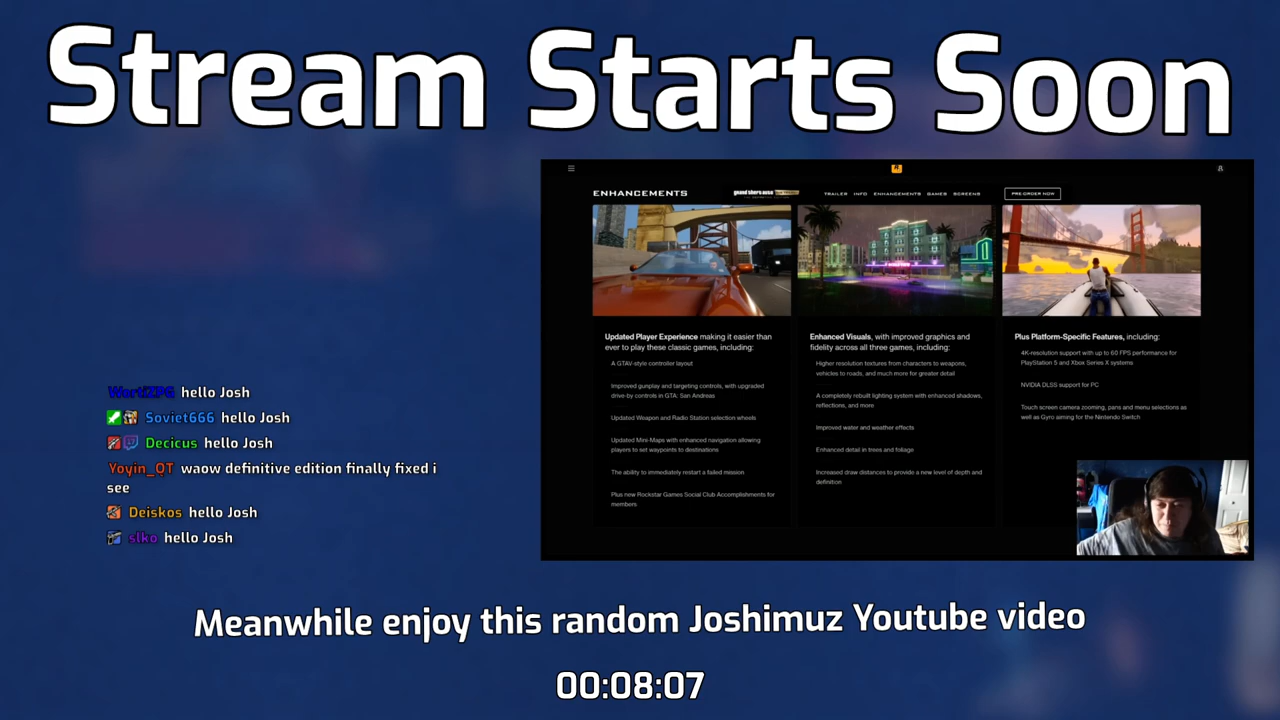 Stream Starts Soon
ENHANCEMENTS
grand theft auto
TRAILER INFO ENHANCEMENTS GAMES SCREENS
PRE-ORDER NOW
Updated Player Experience making it easier than
ever to play these classic games, including:
A GTAV-style controller layout
Improved gunplay and targeting controls, with upgraded
drive-by controls in GTA: San Andreas
Updated Weapon and Radio Station selection wheels
Updated Mini-Maps with enhanced navigation allowing
players to set waypoints to destinations
The ability to immediately restart a failed mission
Plus new Rockstar Games Social Club Accomplishments for
members
Enhanced Visuals, with improved graphics and
fidelity across all three games, including:
Higher resolution textures from characters to weapons,
vehicles to roads, and much more for greater detail
A completely rebuilt lighting system with enhanced shadows,
reflections, and more
Improved water and weather effects
Enhanced detail in trees and foliage
Increased draw distances to provide a new level of depth and
definition
Plus Platform-Specific Features, including:
4K-resolution support with up to 60 FPS performance for
PlayStation 5 and Xbox Series X systems
NVIDIA DLSS support for PC
Touch screen camera zooming, pans and menu selections as
well as Gyro aiming for the Nintendo Switch
WortiZPG hello Josh
Soviet666 hello Josh
Decicus hello Josh
Yoyin_QT waow definitive edition finally fixed i
see
Deiskos hello Josh
slko hello Josh
Meanwhile enjoy this random Joshimuz Youtube video
00:08:07